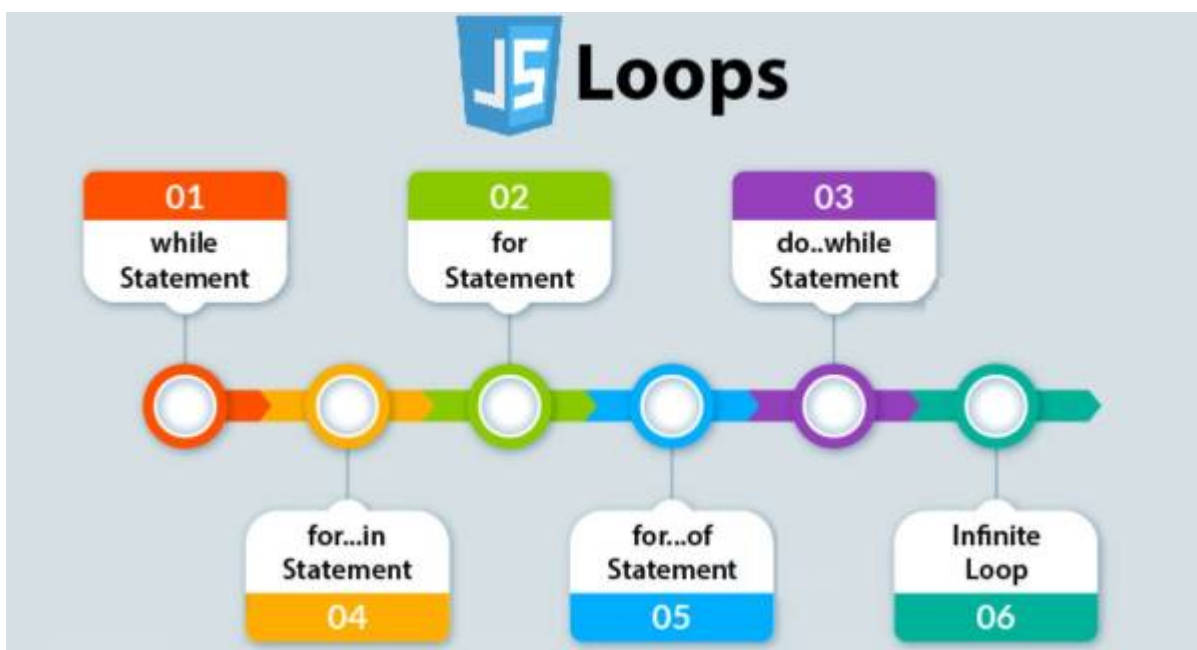 JS Loops
01
while
Statement
02
for
Statement
03
do..while
Statement
for...in
Statement
04
for...of
Statement
05
Infinite
Loop
06